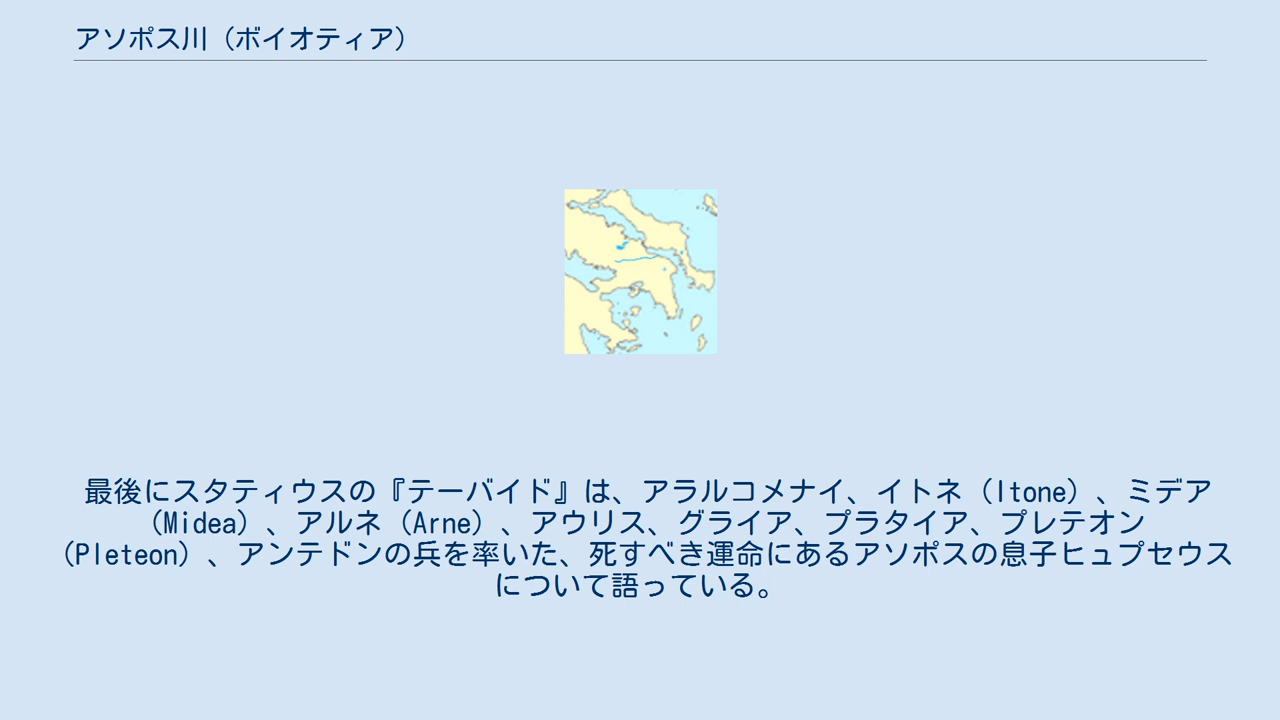 アソポス川（ボイオティア）
最後にスタティウスの『テーバイド』は、アラルコメナイ、イトネ（Itone）、ミデア
（Midea）、アルネ（Arne）、アウリス、グライア、プラタイア、プレテオン
（Pleteon）、アンテドンの兵を率いた、死すべき運命にあるアソポスの息子ヒュプセウス
について語っている。